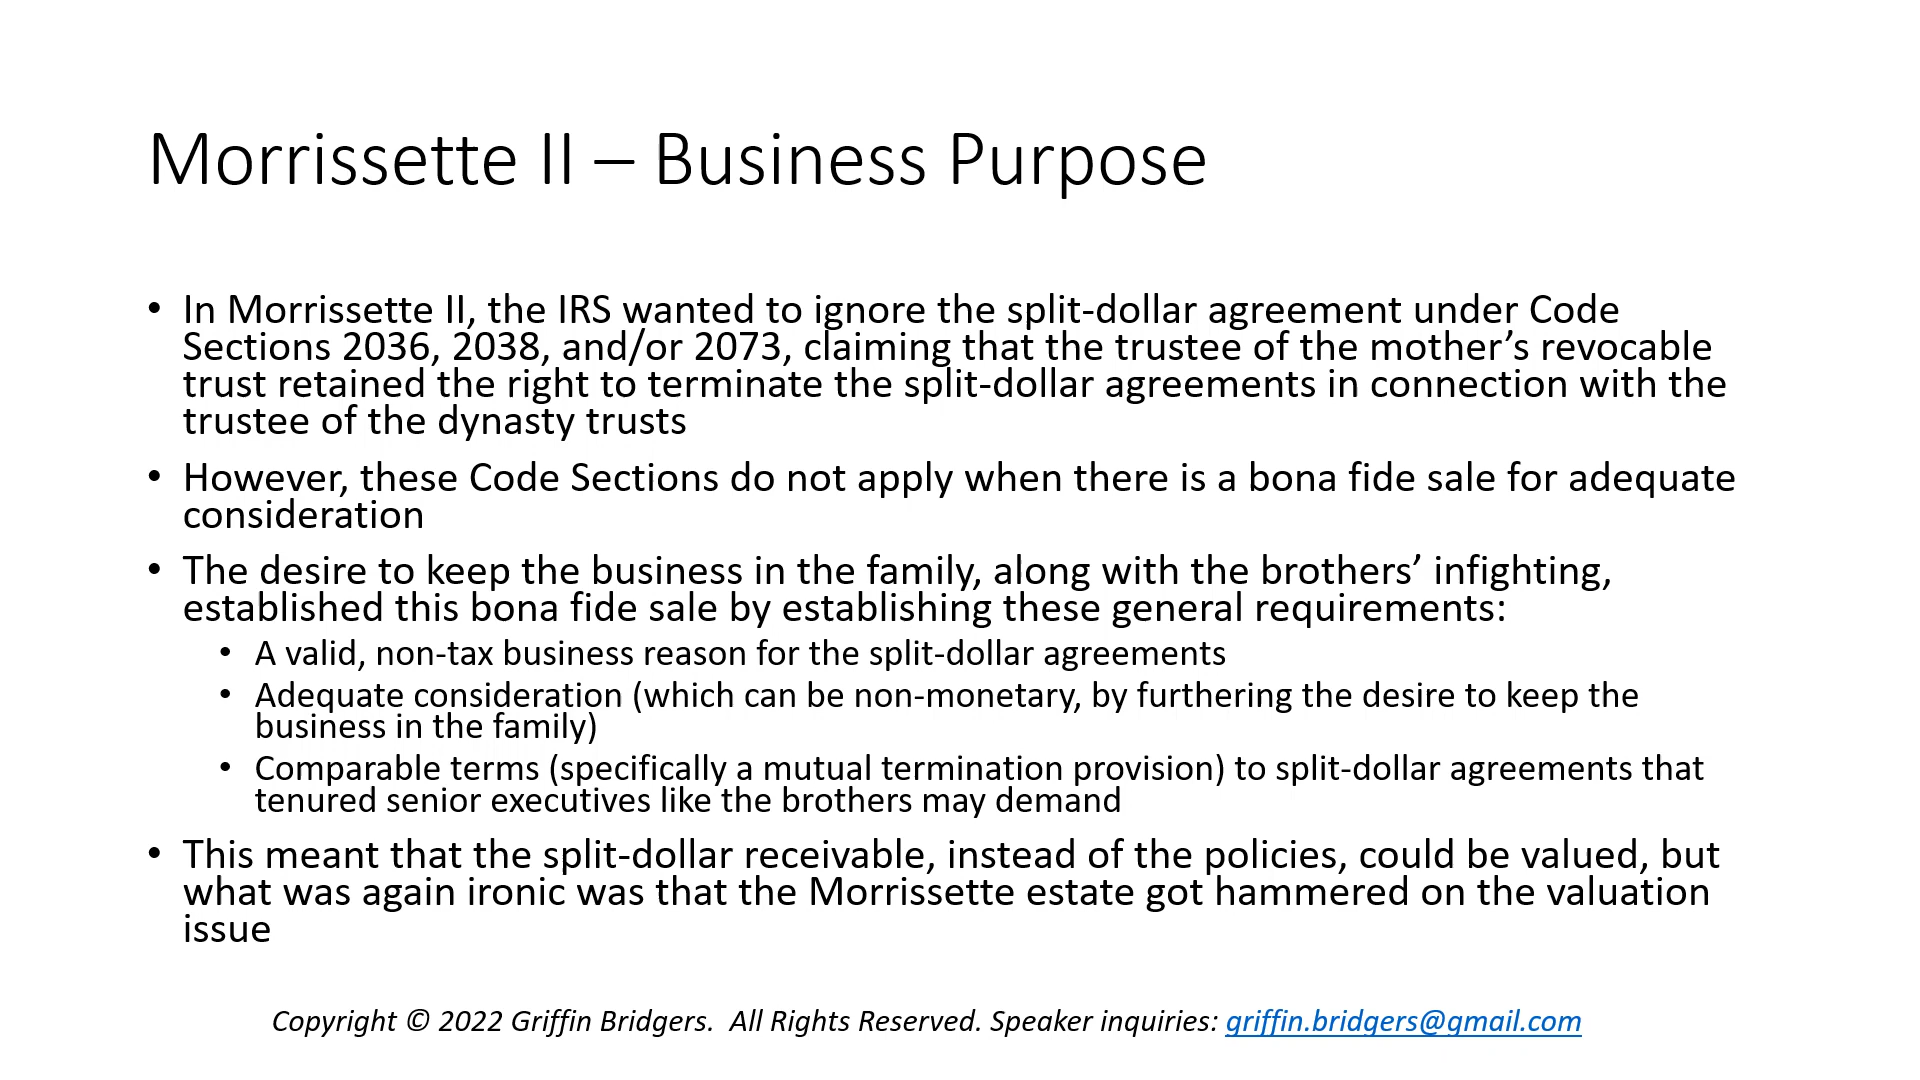 Morrissette II – Business Purpose
• In Morrissette II, the IRS wanted to ignore the split-dollar agreement under Code
Sections 2036, 2038, and/or 2073, claiming that the trustee of the mother’s revocable
trust retained the right to terminate the split-dollar agreements in connection with the
trustee of the dynasty trusts
• However, these Code Sections do not apply when there is a bona fide sale for adequate
consideration
• The desire to keep the business in the family, along with the brothers’ infighting,
established this bona fide sale by establishing these general requirements:
• A valid, non-tax business reason for the split-dollar agreements
• Adequate consideration (which can be non-monetary, by furthering the desire to keep the
business in the family)
• Comparable terms (specifically a mutual termination provision) to split-dollar agreements that
tenured senior executives like the brothers may demand
• This meant that the split-dollar receivable, instead of the policies, could be valued, but
what was again ironic was that the Morrissette estate got hammered on the valuation
issue
Copyright © 2022 Griffin Bridgers.  All Rights Reserved. Speaker inquiries: griffin.bridgers@gmail.com